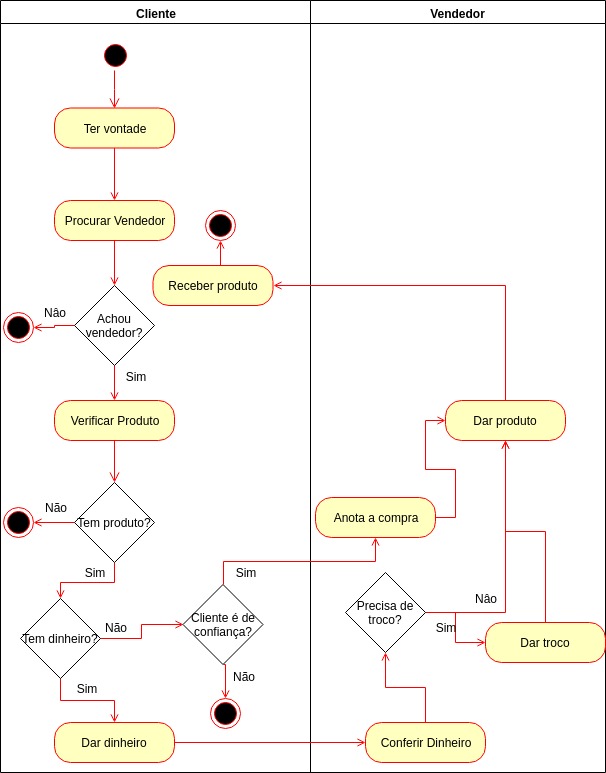 Cliente
Vendedor
Ter vontade
Procurar Vendedor
Receber produto
Nâo
Achou
vendedor?
Sim
Verificar Produto
Dar produto
Não
Tem produto?
Anota a compra
Sim
Sim
Tem dinheiro?
Não
Cliente é de
confiança?
Precisa de
troco?
Nâo
Sim
Dar troco
Não
Sim
Dar dinheiro
Conferir Dinheiro